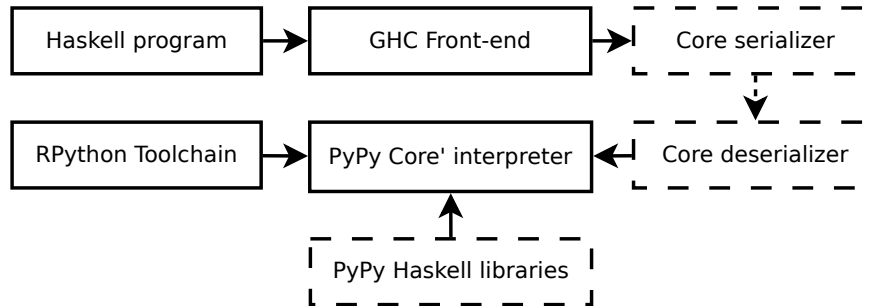 Haskell program
GHC Front-end
Core serializer
RPython Toolchain
PyPy Core' interpreter
Core deserializer
PyPy Haskell libraries